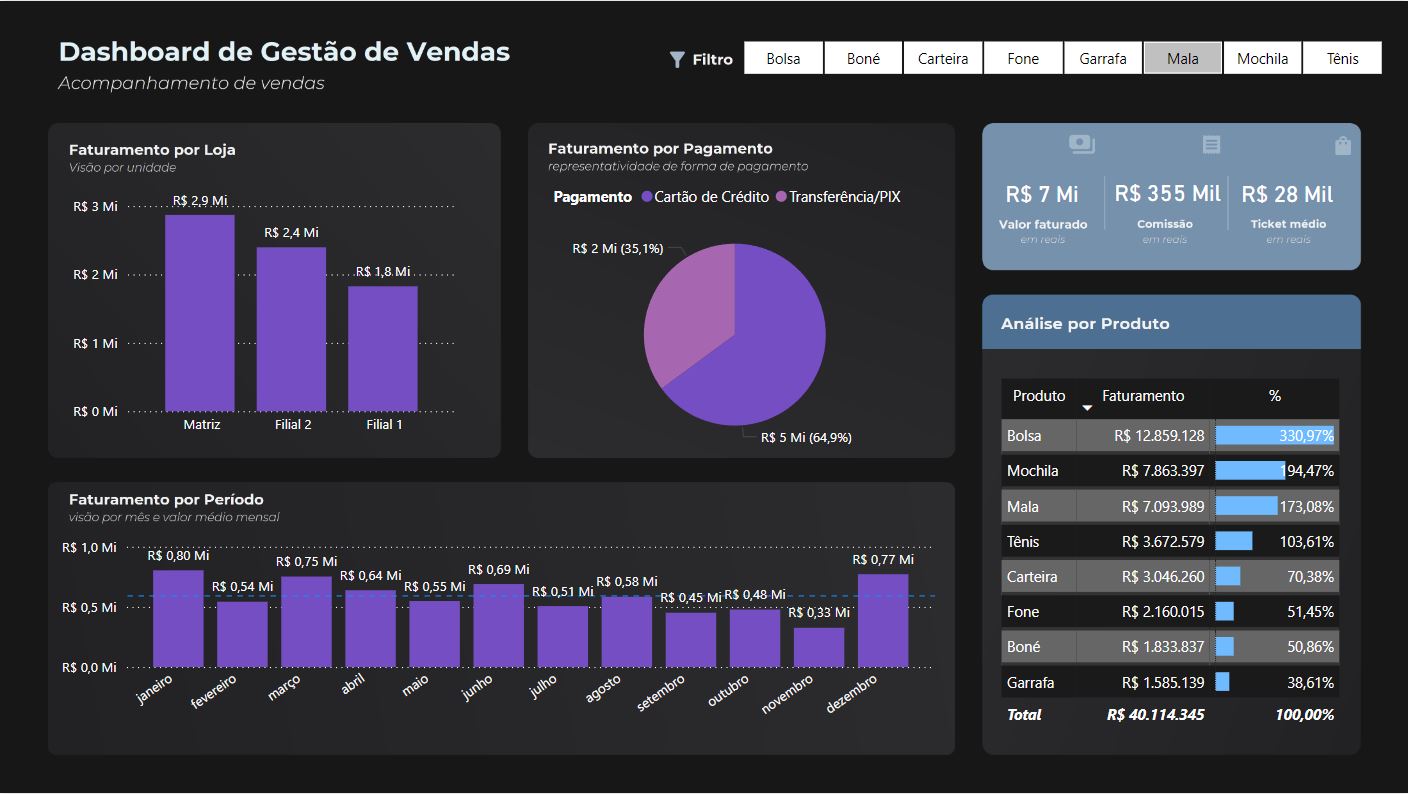 Dashboard de Gestão de Vendas
Acompanhamento de vendas
Filtro
Bolsa
Boné
Carteira
Fone
Garrafa
Mala
Mochila
Tênis
Faturamento por Loja
Visão por unidade
R$ 3 Mi
R$ 2 Mi
R$ 1 Mi
R$ 0 Mi
R$ 2,9 Mi
R$ 2,4 Mi
R$ 1,8 Mi
Matriz
Filial 2
Filial 1
Faturamento por Pagamento
representatividade de forma de pagamento
Pagamento Cartão de Crédito Transferência/PIX
R$ 2 Mi (35,1%)
R$ 5 Mi (64,9%)
R$ 7 Mi
Valor faturado
em reais
R$ 355 Mil
Comissão
em reais
R$ 28 Mil
Ticket médio
em reais
Faturamento por Período
visão por mês e valor médio mensal
R$ 1,0 Mi
R$ 0,5 Mi
R$ 0,0 Mi
R$ 0,80 Mi
R$ 0,54 Mi
R$ 0,75 Mi
R$ 0,64 Mi
R$ 0,55 Mi
R$ 0,69 Mi
R$ 0,51 Mi
R$ 0,58 Mi
R$ 0,45 Mi
R$ 0,48 Mi
R$ 0,33 Mi
R$ 0,77 Mi
janeiro
fevereiro
março
abril
maio
junho
julho
agosto
setembro
outubro
novembro
dezembro
Análise por Produto
Produto Faturamento %
Bolsa R$ 12.859.128 330,97%
Mochila R$ 7.863.397 194,47%
Mala R$ 7.093.989 173,08%
Tênis R$ 3.672.579 103,61%
Carteira R$ 3.046.260 70,38%
Fone R$ 2.160.015 51,45%
Boné R$ 1.833.837 50,86%
Garrafa R$ 1.585.139 38,61%
Total R$ 40.114.345 100,00%